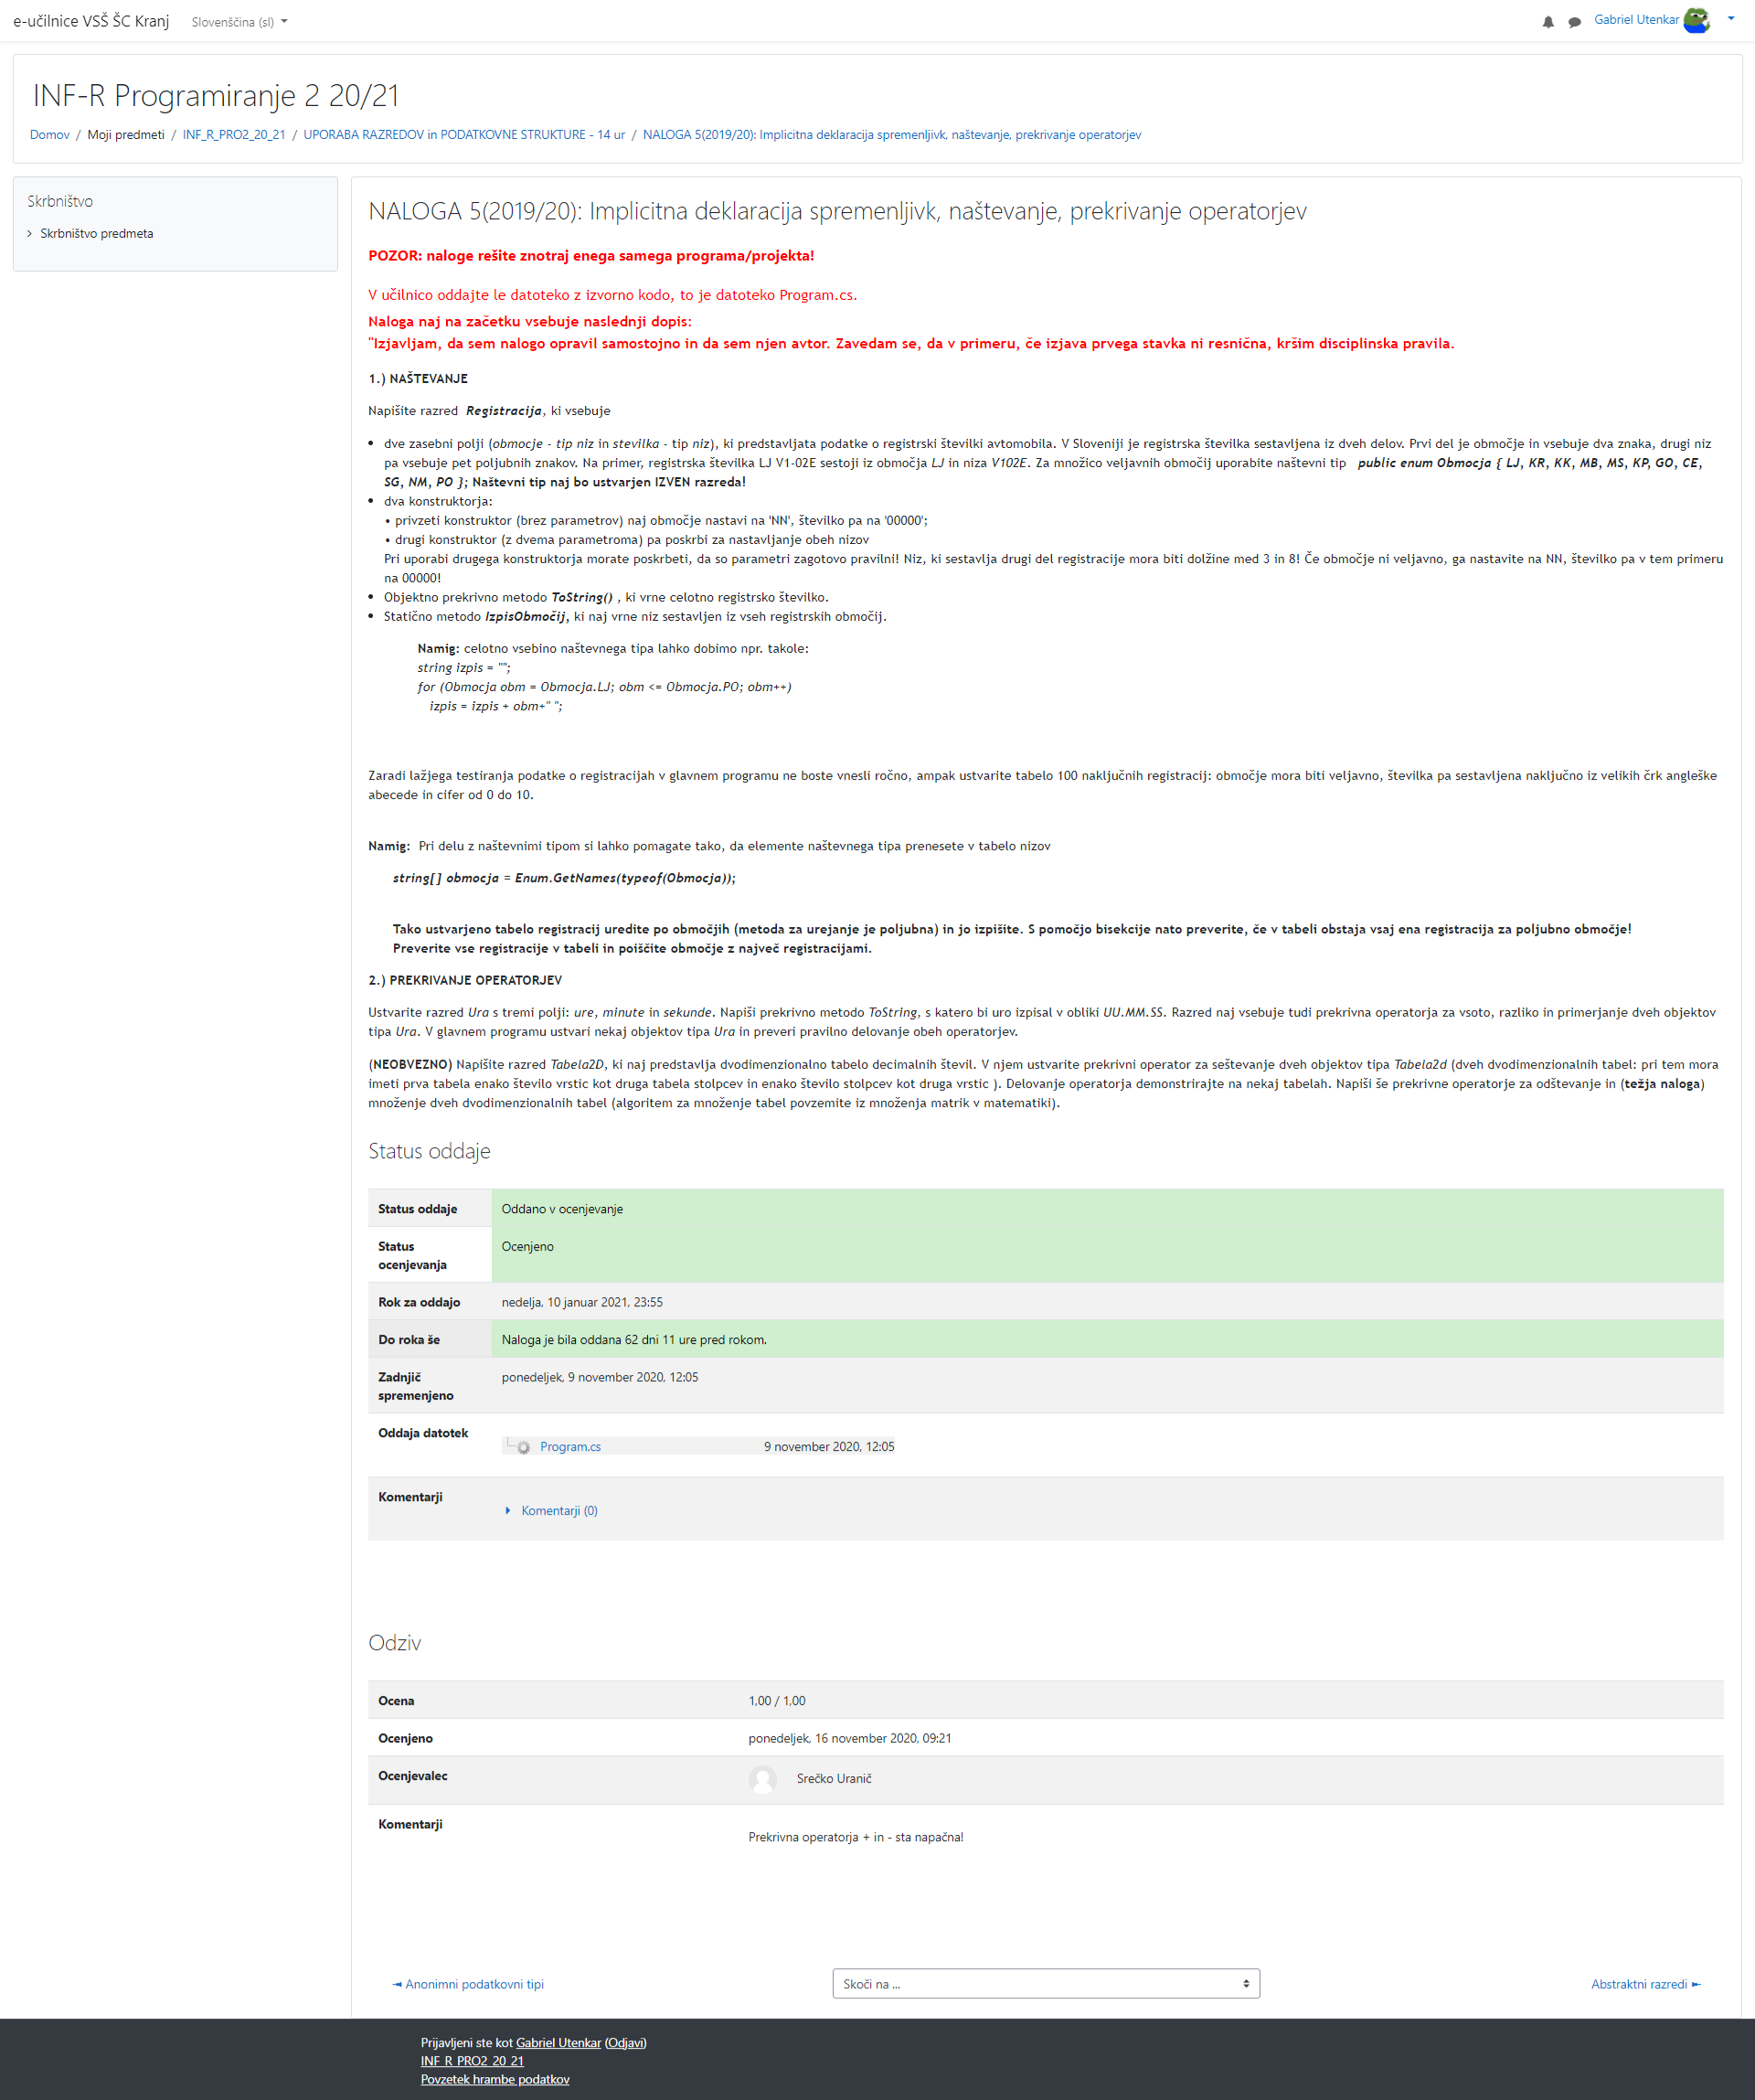 e-učilnice VSŠ ŠC Kranj
Slovenščina (sl)
Gabriel Utenkar
INF-R Programiranje 2 20/21
Domov / Moji predmeti / INF_R_PRO2_20_21 / UPORABA RAZREDOV in PODATKOVNE STRUKTURE - 14 ur / NALOGA 5(2019/20): Implicitna deklaracija spremenljivk, naštevanje, prekrivanje operatorjev
Skrbništvo
Skrbništvo predmeta
NALOGA 5(2019/20): Implicitna deklaracija spremenljivk, naštevanje, prekrivanje operatorjev
POZOR: naloge rešite znotraj enega samega programa/projekta!
V učilnico oddajte le datoteko z izvorno kodo, to je datoteko Program.cs.
Naloga naj na začetku vsebuje naslednji dopis:
"Izjavljam, da sem nalogo opravil samostojno in da sem njen avtor. Zavedam se, da v primeru, če izjava prvega stavka ni resnična, kršim disciplinska pravila.
1.) NAŠTEVANJE
Napišite razred Registracija, ki vsebuje
• dve zasebni polji (obmocje - tip niz in stevilka - tip niz), ki predstavljata podatke o registrski številki avtomobila. V Sloveniji je registrska številka sestavljena iz dveh delov. Prvi del je območje in vsebuje dva znaka, drugi niz
pa vsebuje pet poljubnih znakov. Na primer, registrska številka LJ V1-02E sestoji iz območja LJ in niza V102E. Za množico veljavnih območij uporabite naštevni tip public enum Obmocja { LJ, KR, KK, MB, MS, KP, GO, CE,
SG, NM, PO }; Naštevni tip naj bo ustvarjen IZVEN razreda!
• dva konstruktorja:
• privzeti konstruktor (brez parametrov) naj območje nastavi na 'NN', številko pa na '00000';
• drugi konstruktor (z dvema parametroma) pa poskrbi za nastavljanje obeh nizov
Pri uporabi drugega konstruktorja morate poskrbeti, da so parametri zagotovo pravilni! Niz, ki sestavlja drugi del registracije mora biti dolžine med 3 in 8! Če območje ni veljavno, ga nastavite na NN, številko pa v tem primeru
na 00000!
• Objektno prekrivno metodo ToString() , ki vrne celotno registrsko številko.
• Statično metodo IzpisObmočij, ki naj vrne niz sestavljen iz vseh registrskih območij.
Namig: celotno vsebino naštevnega tipa lahko dobimo npr. takole:
string izpis = "";
for (Obmocja obm = Obmocja.LJ; obm <= Obmocja.PO; obm++)
izpis = izpis + obm+" ";
Zaradi lažjega testiranja podatke o registracijah v glavnem programu ne boste vnesli ročno, ampak ustvarite tabelo 100 naključnih registracij: območje mora biti veljavno, številka pa sestavljena naključno iz velikih črk angleške
abecede in cifer od 0 do 10.
Namig: Pri delu z naštevnimi tipom si lahko pomagate tako, da elemente naštevnega tipa prenesete v tabelo nizov
string[] obmocja = Enum.GetNames(typeof(Obmocja));
Tako ustvarjeno tabelo registracij uredite po območjih (metoda za urejanje je poljubna) in jo izpišite. S pomočjo bisekcije nato preverite, če v tabeli obstaja vsaj ena registracija za poljubno območje!
Preverite vse registracije v tabeli in poiščite območje z največ registracijami.
2.) PREKRIVANJE OPERATORJEV
Ustvarite razred Ura s tremi polji: ure, minute in sekunde. Napiši prekrivno metodo ToString, s katero bi uro izpisal v obliki UU.MM.SS. Razred naj vsebuje tudi prekrivna operatorja za vsoto, razliko in primerjanje dveh objektov
tipa Ura. V glavnem programu ustvari nekaj objektov tipa Ura in preveri pravilno delovanje obeh operatorjev.
(NEOBVEZNO) Napišite razred Tabela2D, ki naj predstavlja dvodimenzionalno tabelo decimalnih števil. V njem ustvarite prekrivni operator za seštevanje dveh objektov tipa Tabela2d (dveh dvodimenzionalnih tabel: pri tem mora
imeti prva tabela enako število vrstic kot druga tabela stolpcev in enako število stolpcev kot druga vrstic ). Delovanje operatorja demonstrirajte na nekaj tabelah. Napiši še prekrivne operatorje za odštevanje in (težja naloga)
množenje dveh dvodimenzionalnih tabel (algoritem za množenje tabel povzemite iz množenja matrik v matematiki).
Status oddaje
Status oddaje Oddano v ocenjevanje
Status ocenjevanja Ocenjeno
Rok za oddajo nedelja, 10 januar 2021, 23:55
Do roka še Naloga je bila oddana 62 dni 11 ure pred rokom.
Zadnjič spremenjeno ponedeljek, 9 november 2020, 12:05
Oddaja datotek Program.cs 9 november 2020, 12:05
Komentarji Komentarji (0)
Odziv
Ocena 1,00 / 1,00
Ocenjeno ponedeljek, 16 november 2020, 09:21
Ocenjevalec Srečko Uranič
Komentarji Prekrivna operatorja + in - sta napačna!
◄ Anonimni podatkovni tipi
Skoči na ...
Abstraktni razredi ►
Prijavljeni ste kot Gabriel Utenkar (Odjavi)
INF_R_PRO2_20_21
Povzetek hrambe podatkov